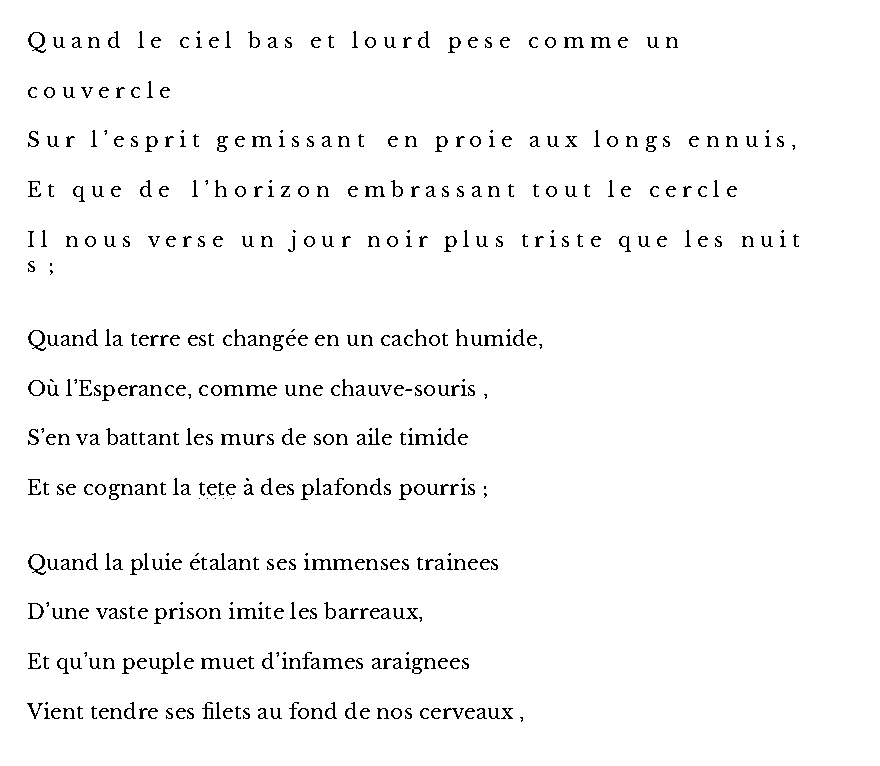 Quand le ciel bas et lourd pese comme un
couvercle
Sur l’esprit gemissant en proie aux longs ennuis,
Et que de l’horizon embrassant tout le cercle
Il nous verse un jour noir plus triste que les nuit
s ;
Quand la terre est changée en un cachot humide,
Où l’Esperance, comme une chauve-souris ,
S’en va battant les murs de son aile timide
Et se cognant la tete à des plafonds pourris ;
Quand la pluie étalant ses immenses trainees
D’une vaste prison imite les barreaux,
Et qu’un peuple muet d’infames araignees
Vient tendre ses filets au fond de nos cerveaux ,